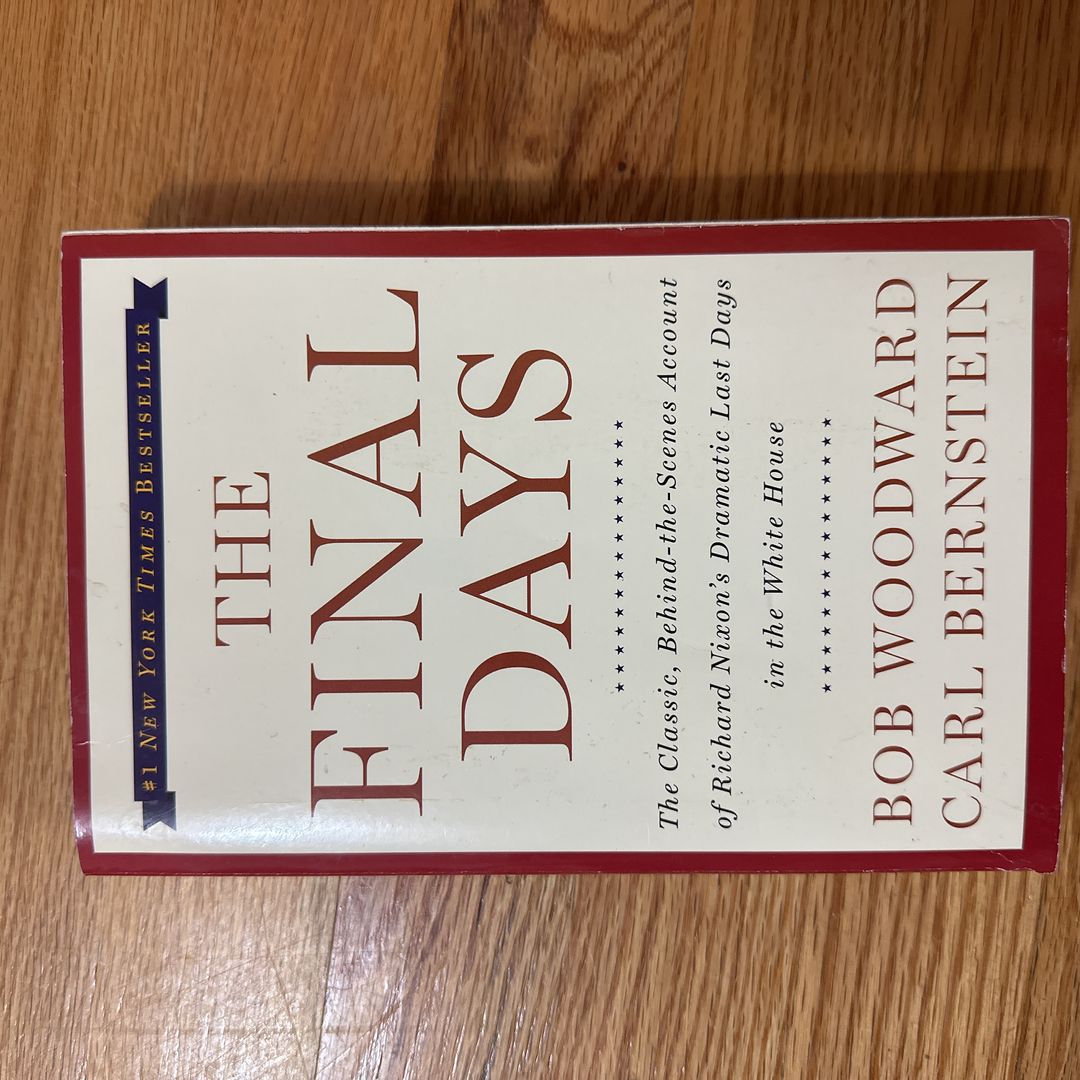 #1 NEW YORK TIMES BESTSELLER
THE
FINAL
DAYS
The Classic, Behind-the-Scenes Account
of Richard Nixon's Dramatic Last Days
in the White House
BOB WOODWARD
CARL BERNSTEIN